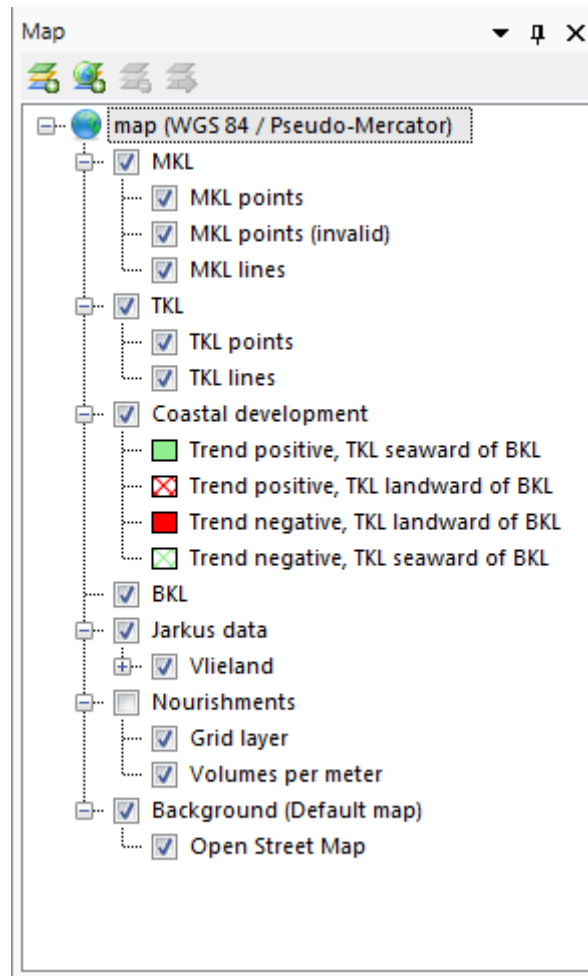 Map
map (WGS 84 / Pseudo-Mercator)
MKL
MKL points
MKL points (invalid)
MKL lines
TKL
TKL points
TKL lines
Coastal development
Trend positive, TKL seaward of BKL
Trend positive, TKL landward of BKL
Trend negative, TKL landward of BKL
Trend negative, TKL seaward of BKL
BKL
Jarkus data
Vlieland
Nourishments
Grid layer
Volumes per meter
Background (Default map)
Open Street Map